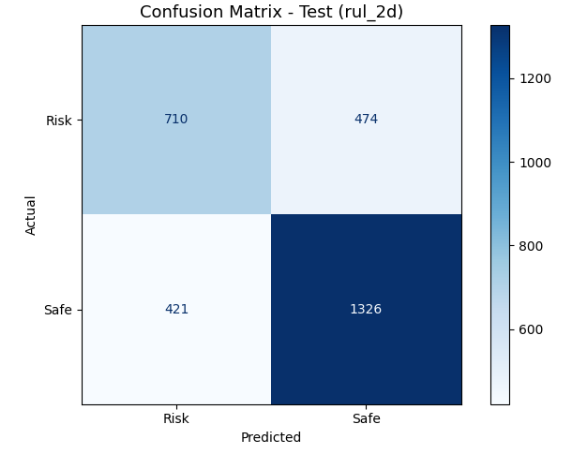 Confusion Matrix - Test (rul_2d)
Actual
Risk
710
474
Safe
421
1326
Risk
Safe
Predicted
1200
1000
800
600